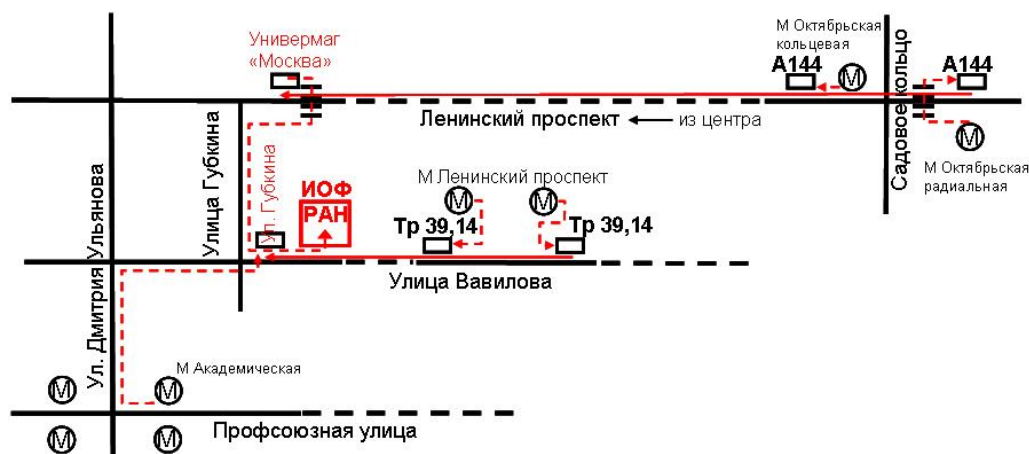 М Октябрьская
кольцевая
А144
М
Универмаг
«Москва»
А144
М
Садовое кольцо
М Октябрьская
радиальная
Ленинский проспект
из центра
Ул. Дмитрия Ульянова
Улица Губкина
ул. Губкина
ИОФ
РАН
М Ленинский проспект
М
М
Тр 39,14
Тр 39,14
Улица Вавилова
М Академическая
М
М
Профсоюзная улица
М
М